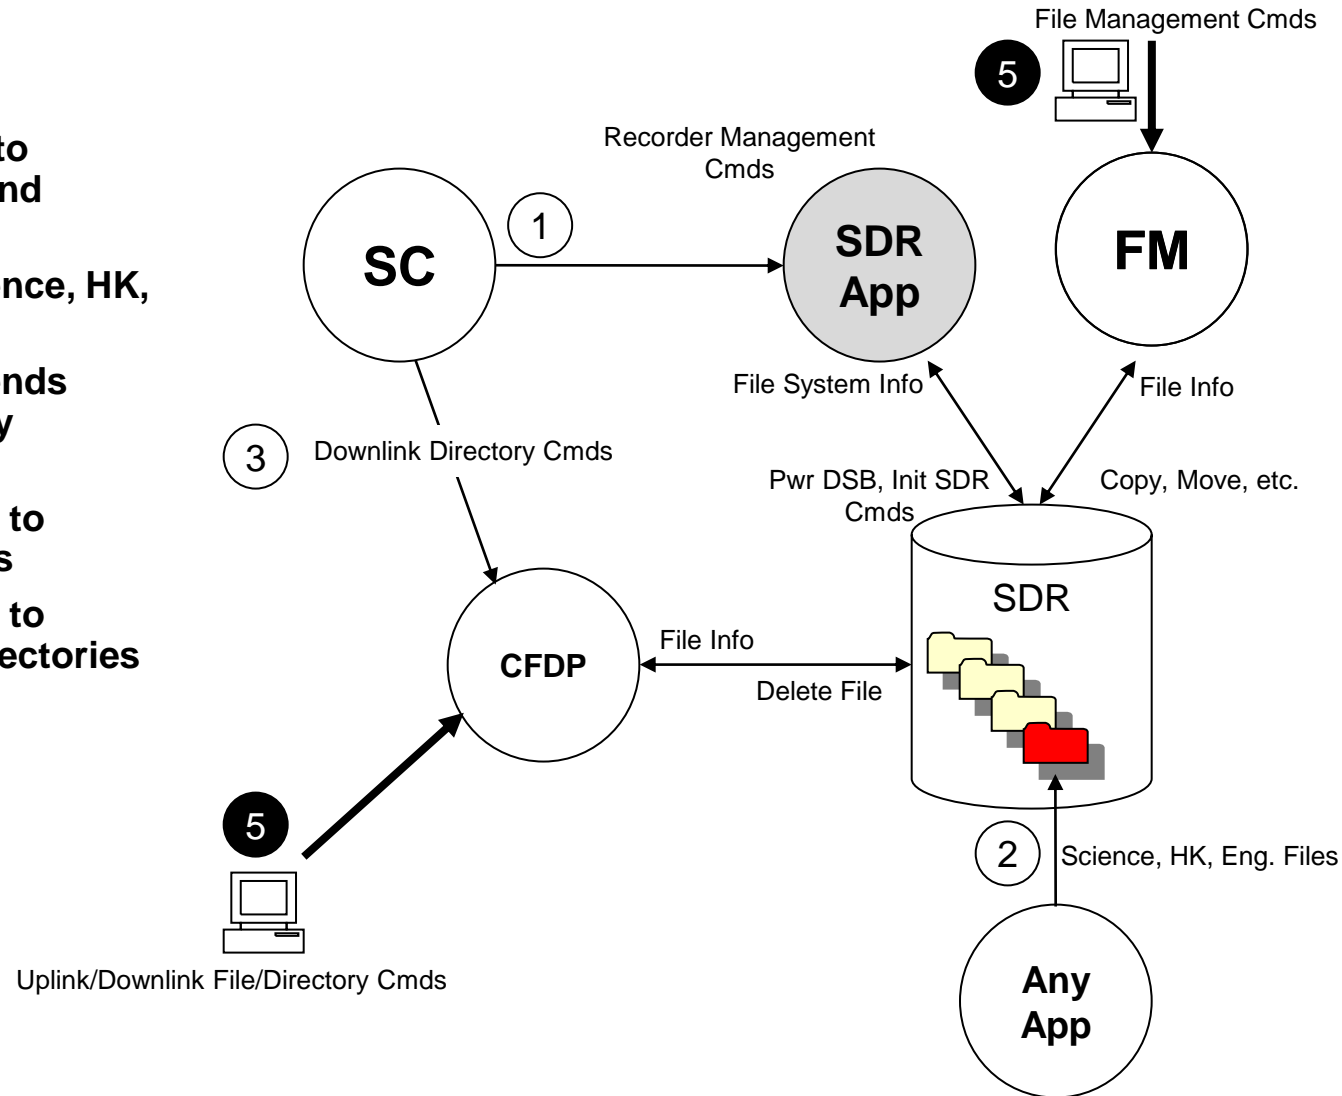 to
nd
nce, HK,
nds
y
to
s
to
ectories
File Management Cmds
5
Recorder Management
Cmds
1
SC
SDR
App
FM
File System Info
File Info
3
Downlink Directory Cmds
Pwr DSB, Init SDR
Cmds
Copy, Move, etc.
SDR
CFDP
File Info
Delete File
5
2
Science, HK, Eng. Files
Uplink/Downlink File/Directory Cmds
Any
App